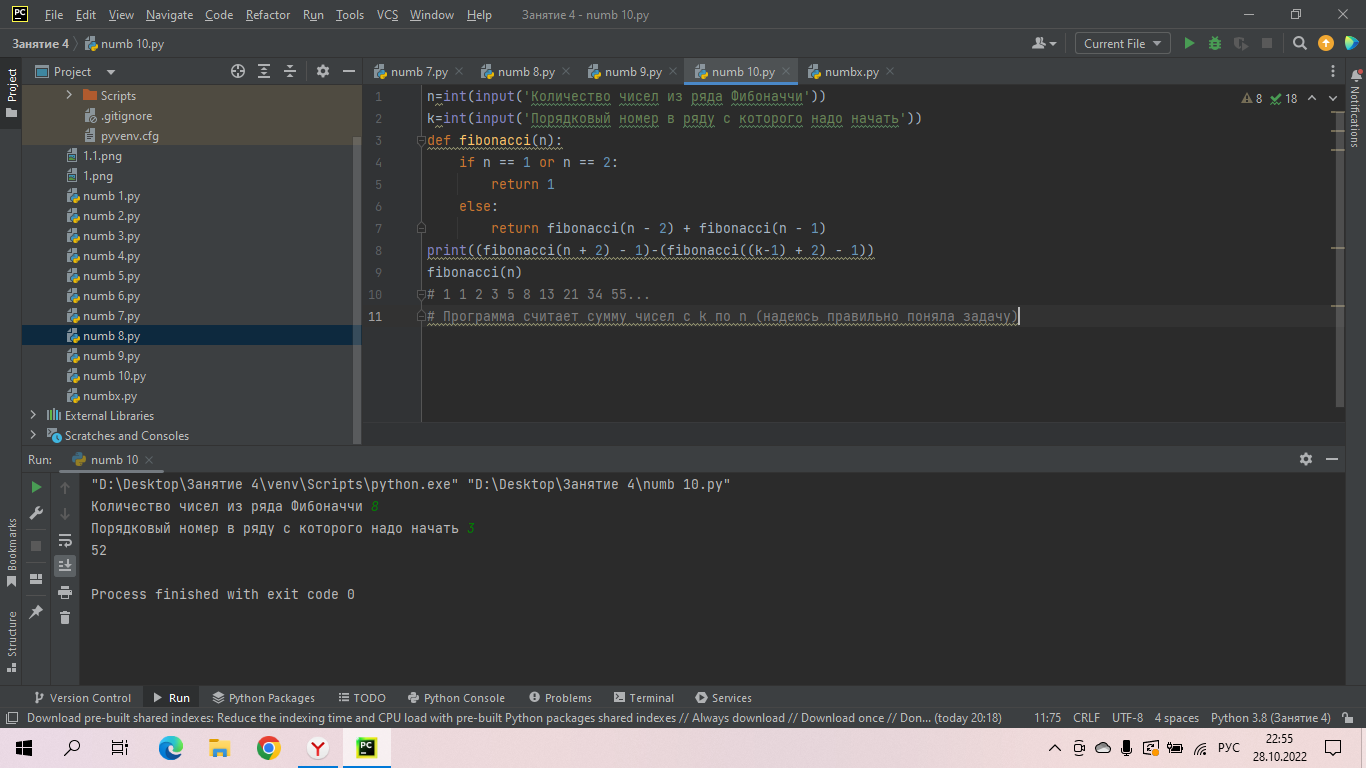 PC File Edit View Navigate Code Refactor Run Tools VCS Window Help Занятие 4 - numb 10.py
Занятие 4 numb 10.py Current File
Project
Project numb 7.py numb 8.py numb 9.py numb 10.py numbx.py
Scripts
.gitignore
pyvenv.cfg
1.1.png
1.png
numb 1.py
numb 2.py
numb 3.py
numb 4.py
numb 5.py
numb 6.py
numb 7.py
numb 8.py
numb 9.py
numb 10.py
numbx.py
External Libraries
Scratches and Consoles
8 18
Notifications
1 n=int(input('Количество чисел из ряда Фибоначчи'))
2 k=int(input('Порядковый номер в ряду с которого надо начать'))
3 def fibonacci(n):
4 if n == 1 or n == 2:
5 return 1
6 else:
7 return fibonacci(n - 2) + fibonacci(n - 1)
8 print((fibonacci(n + 2) - 1)-(fibonacci((k-1) + 2) - 1))
9 fibonacci(n)
10 # 1 1 2 3 5 8 13 21 34 55...
11 # Программа считает сумму чисел с k по n (надеюсь правильно поняла задачу)
Run: numb 10
"D:\Desktop\Занятие 4\venv\Scripts\python.exe" "D:\Desktop\Занятие 4\numb 10.py"
Количество чисел из ряда Фибоначчи 8
Порядковый номер в ряду с которого надо начать 3
52
Process finished with exit code 0
Bookmarks
Structure
Version Control Run Python Packages TODO Python Console Problems Terminal Services
Download pre-built shared indexes: Reduce the indexing time and CPU load with pre-built Python packages shared indexes // Always download // Download once // Don... (today 20:18) 11:75 CRLF UTF-8 4 spaces Python 3.8 (Занятие 4)
Y PC РУС 22:55
28.10.2022